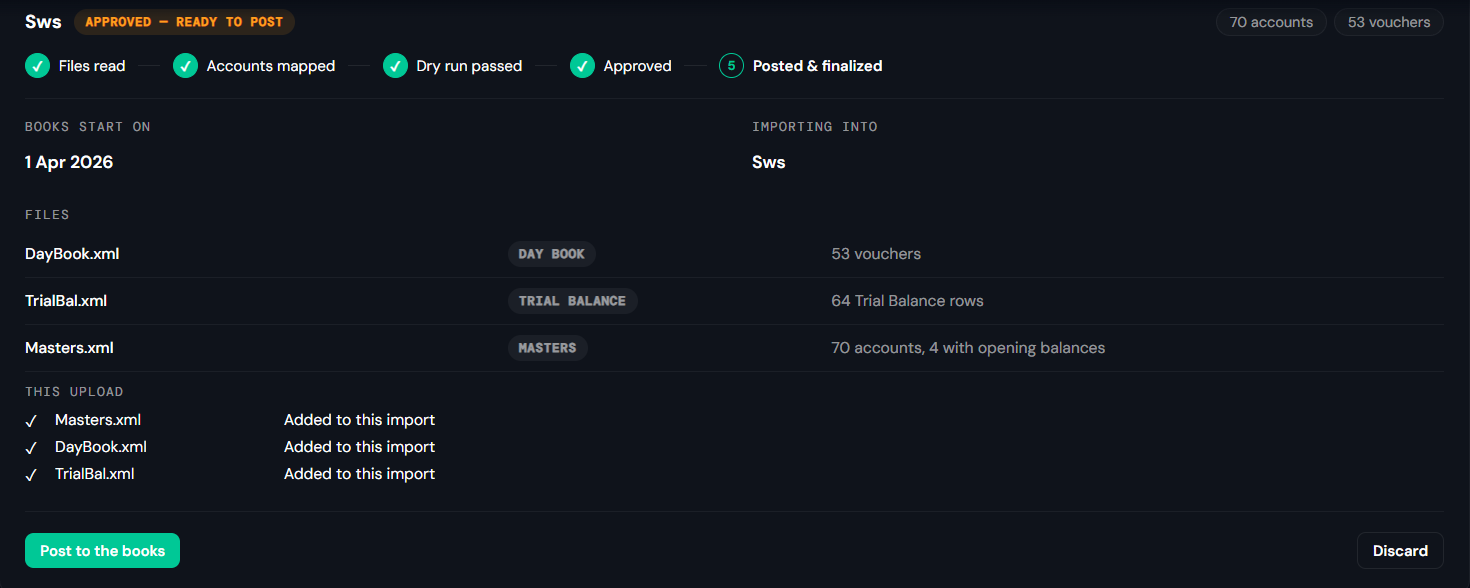 Sws APPROVED — READY TO POST 70 accounts 53 vouchers
Files read Accounts mapped Dry run passed Approved 5 Posted & finalized
BOOKS START ON IMPORTING INTO
1 Apr 2026 Sws
FILES
DayBook.xml DAY BOOK 53 vouchers
TrialBal.xml TRIAL BALANCE 64 Trial Balance rows
Masters.xml MASTERS 70 accounts, 4 with opening balances
THIS UPLOAD
✓ Masters.xml Added to this import
✓ DayBook.xml Added to this import
✓ TrialBal.xml Added to this import
Post to the books Discard